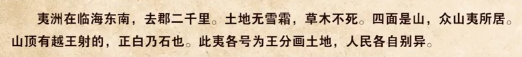 夷洲在临海东南，去郡二千里。土地无雪霜，草木不死。四面是山，众山夷所居。
山顶有越王射的，正白乃石也。此夷各号为王分画土地，人民各自别异。